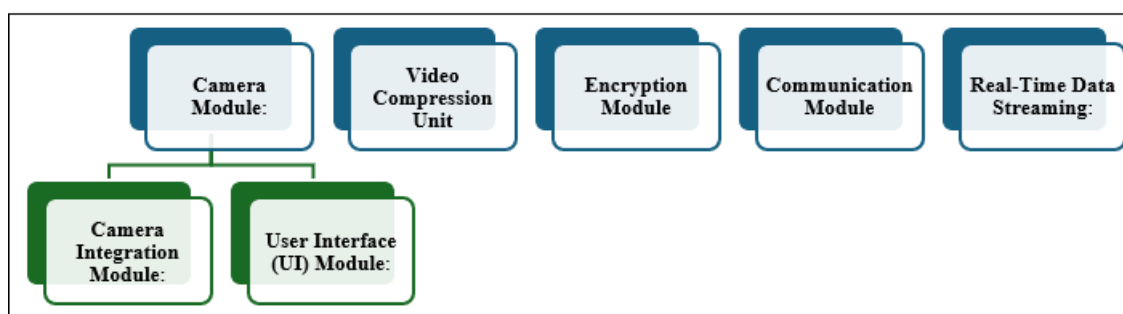 Camera
Module:
Video
Compression
Unit
Encryption
Module
Communication
Module
Real-Time Data
Streaming:
Camera
Integration
Module:
User Interface
(UI) Module: